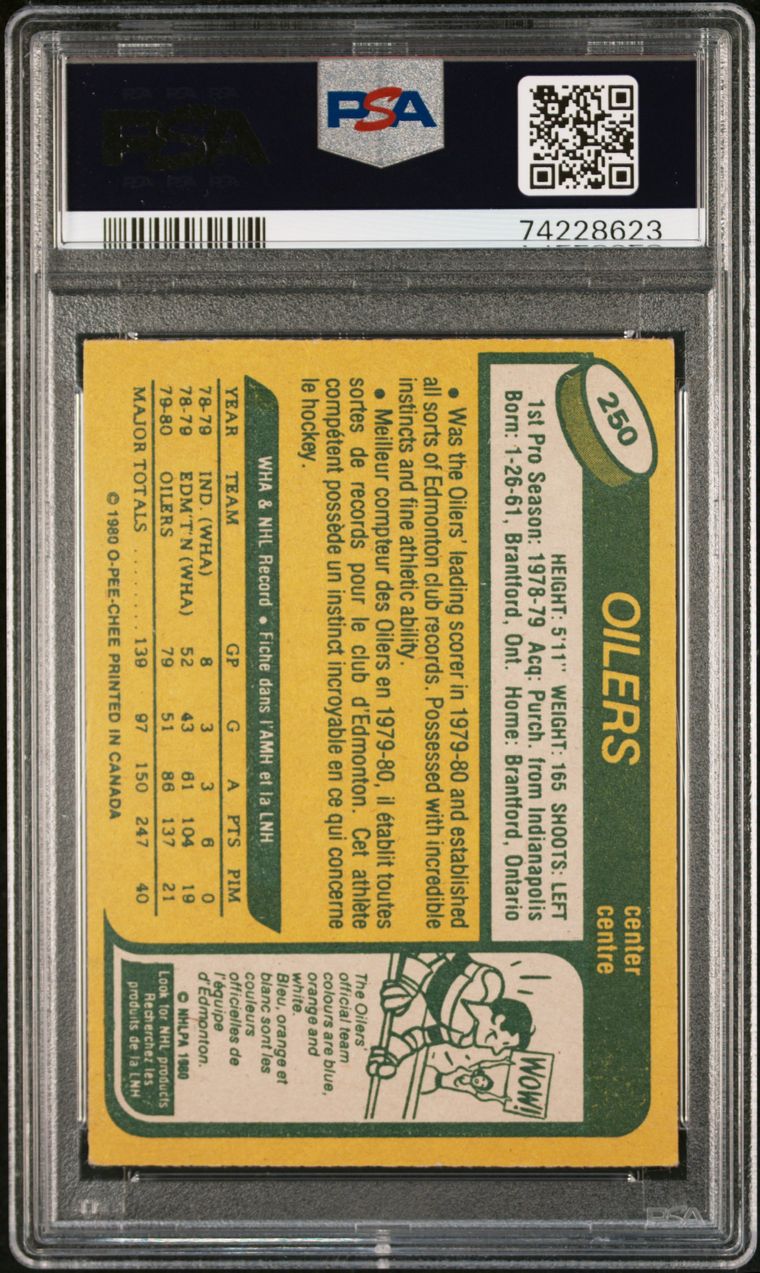 PSA
PSA
74228623
250
OILERS
center
centre
HEIGHT: 5'11" WEIGHT: 165 SHOOTS: LEFT
1st Pro Season: 1978-79 Acq: Purch. from Indianapolis
Born: 1-26-61, Brantford, Ont. Home: Brantford, Ontario
• Was the Oilers' leading scorer in 1979-80 and established
all sorts of Edmonton club records. Possessed with incredible
instincts and fine athletic ability.
• Meilleur compteur des Oilers en 1979-80, il établit toutes
sortes de records pour le club d'Edmonton. Cet athlète
compétent possède un instinct incroyable en ce qui concerne
le hockey.
WHA & NHL Record • Fiche dans l'AMH et la LNH
YEAR TEAM GP G A PTS PIM
78-79 IND. (WHA) 8 3 3 6 0
78-79 EDM'T'N (WHA) 52 43 61 104 19
79-80 OILERS 79 51 86 137 21
MAJOR TOTALS ........ 139 97 150 247 40
© 1980 O-PEE-CHEE PRINTED IN CANADA
WOW!
The Oilers'
official team
colours are blue,
orange and
white.
Bleu, orange et
blanc sont les
couleurs
officielles de
l'équipe
d'Edmonton.
© NHLPA 1980
Look for NHL products
Recherchez les
produits de la LNH
PSA